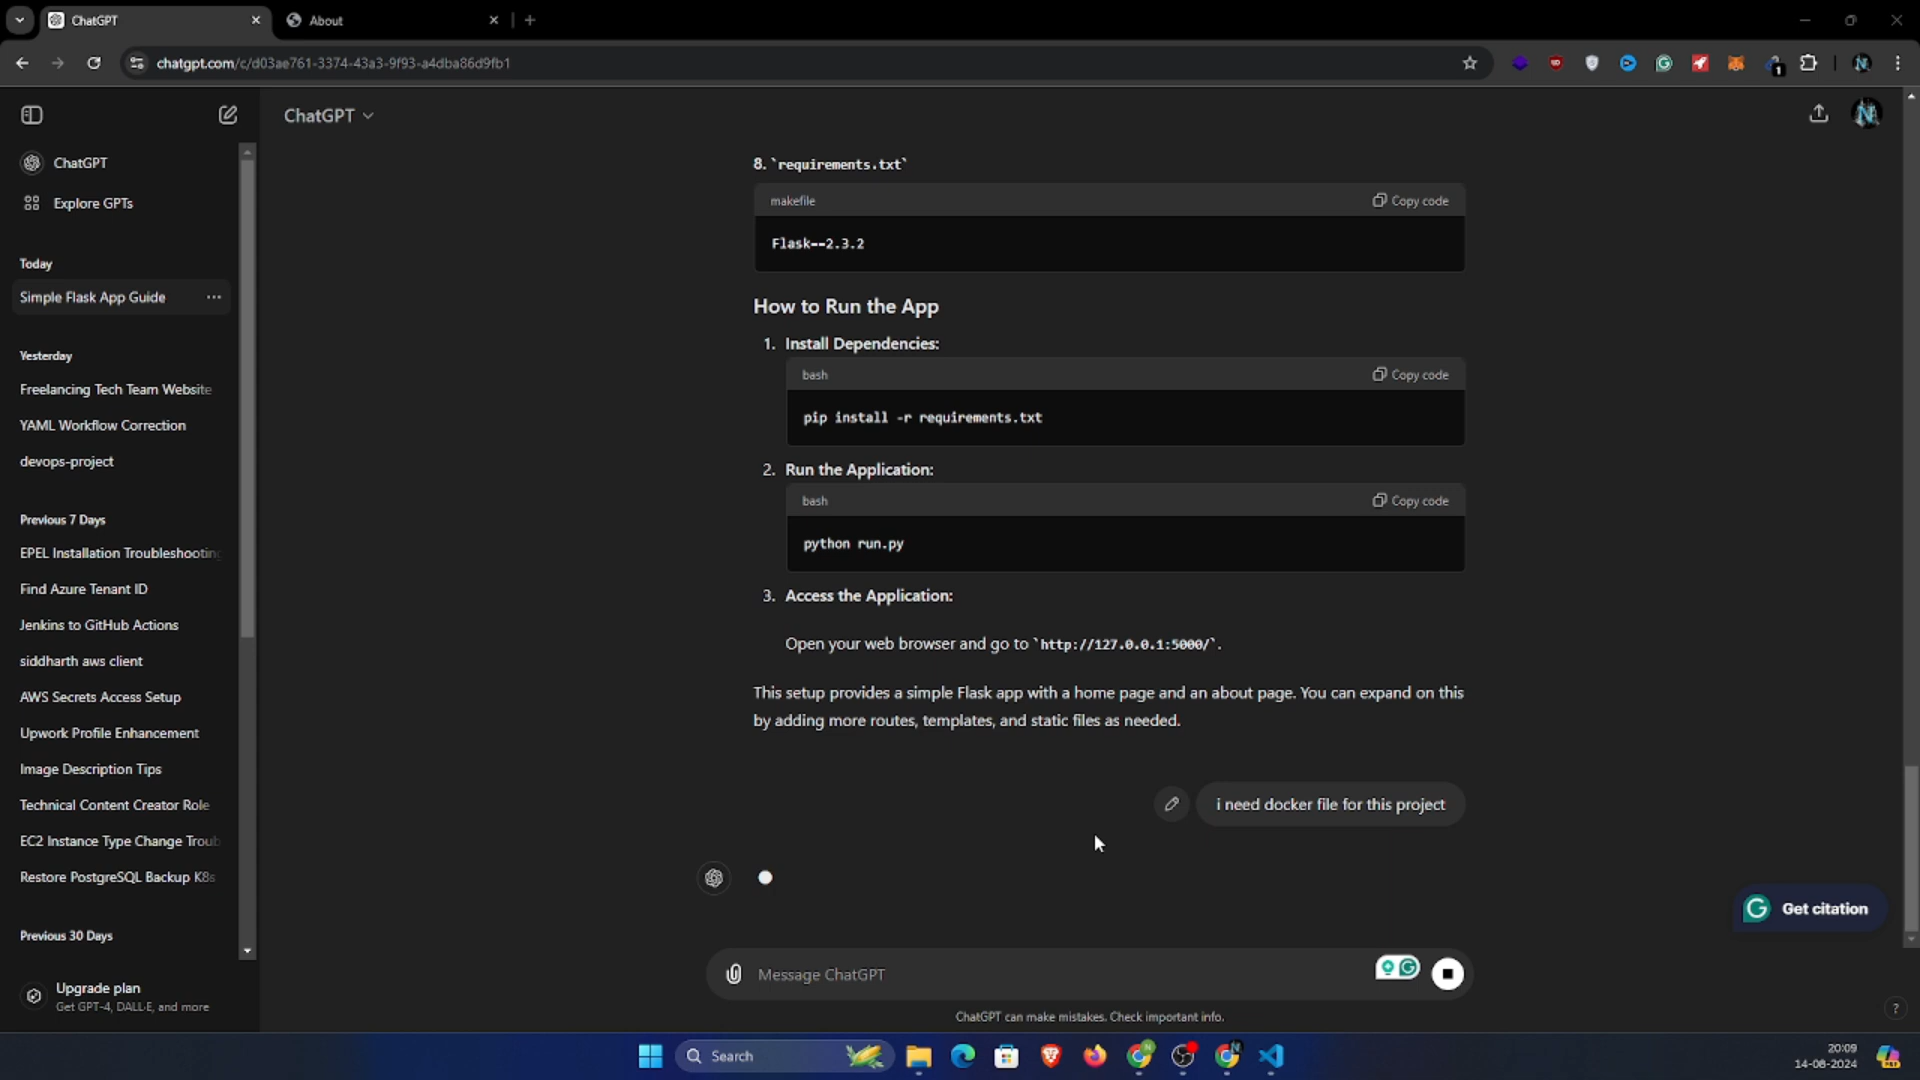 ChatGPT
About
chatgpt.com/c/d03ae761-3374-43a3-9f93-a4dba86d9fb1
1
ChatGPT
ChatGPT
Explore GPTs
Today
Simple Flask App Guide
Yesterday
Freelancing Tech Team Website
YAML Workflow Correction
devops-project
Previous 7 Days
EPEL Installation Troubleshooting
Find Azure Tenant ID
Jenkins to GitHub Actions
siddharth aws client
AWS Secrets Access Setup
Upwork Profile Enhancement
Image Description Tips
Technical Content Creator Role
EC2 Instance Type Change Troub
Restore PostgreSQL Backup K8s
Previous 30 Days
Upgrade plan
Get GPT-4, DALL·E, and more
8. `requirements.txt`
makefile
Copy code
Flask==2.3.2
How to Run the App
1. Install Dependencies:
bash
Copy code
pip install -r requirements.txt
2. Run the Application:
bash
Copy code
python run.py
3. Access the Application:
Open your web browser and go to `http://127.0.0.1:5000/`.
This setup provides a simple Flask app with a home page and an about page. You can expand on this
by adding more routes, templates, and static files as needed.
i need docker file for this project
Get citation
Message ChatGPT
ChatGPT can make mistakes. Check important info.
?
Search
20:09
14-08-2024